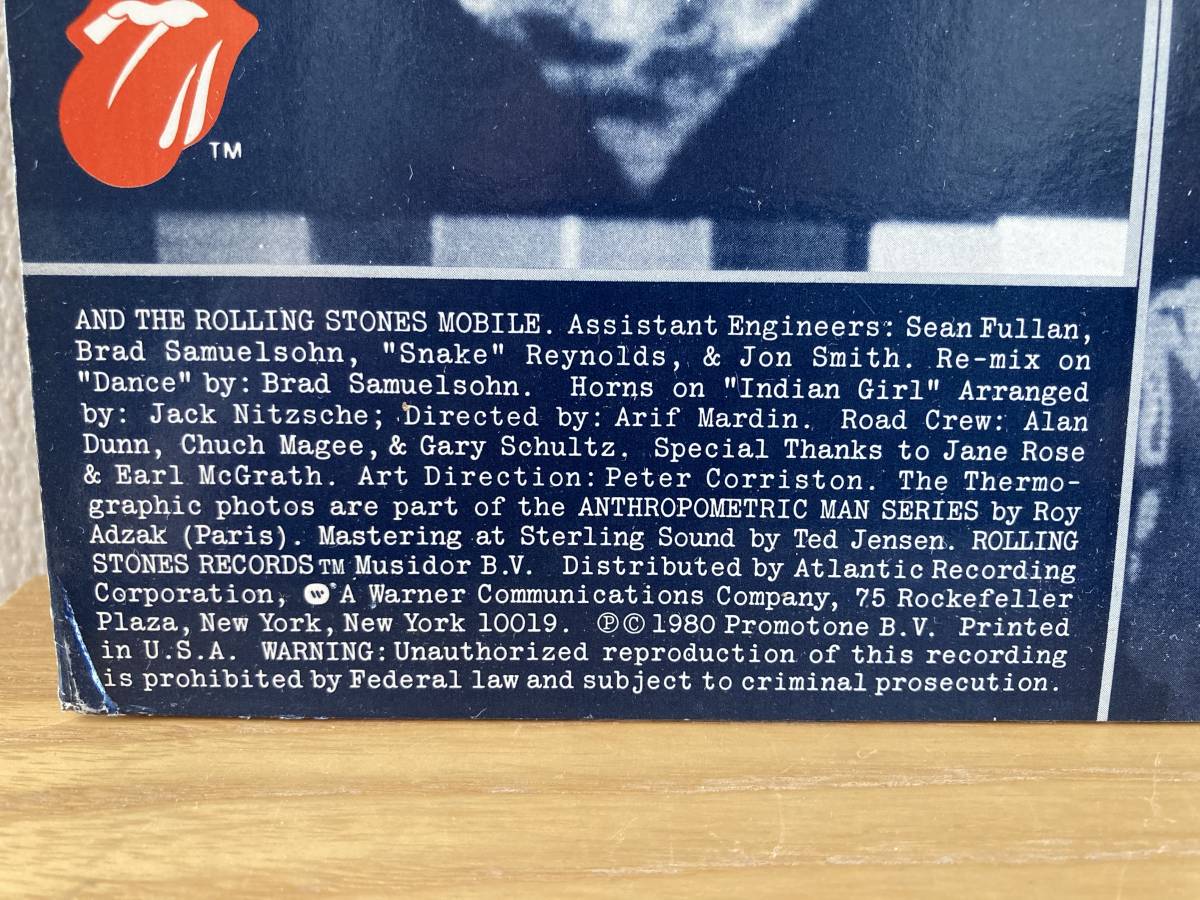 TM
AND THE ROLLING STONES MOBILE. Assistant Engineers: Sean Fullan,
Brad Samuelsohn, "Snake" Reynolds, & Jon Smith. Re-mix on
"Dance" by: Brad Samuelsohn. Horns on "Indian Girl" Arranged
by: Jack Nitzsche; Directed by: Arif Mardin. Road Crew: Alan
Dunn, Chuch Magee, & Gary Schultz. Special Thanks to Jane Rose
& Earl McGrath. Art Direction: Peter Corriston. The Thermo-
graphic photos are part of the ANTHROPOMETRIC MAN SERIES by Roy
Adzak (Paris). Mastering at Sterling Sound by Ted Jensen. ROLLING
STONES RECORDS TM Musidor B.V. Distributed by Atlantic Recording
Corporation, A Warner Communications Company, 75 Rockefeller
Plaza, New York, New York 10019. ℗© 1980 Promotone B.V. Printed
in U.S.A. WARNING: Unauthorized reproduction of this recording
is prohibited by Federal law and subject to criminal prosecution.